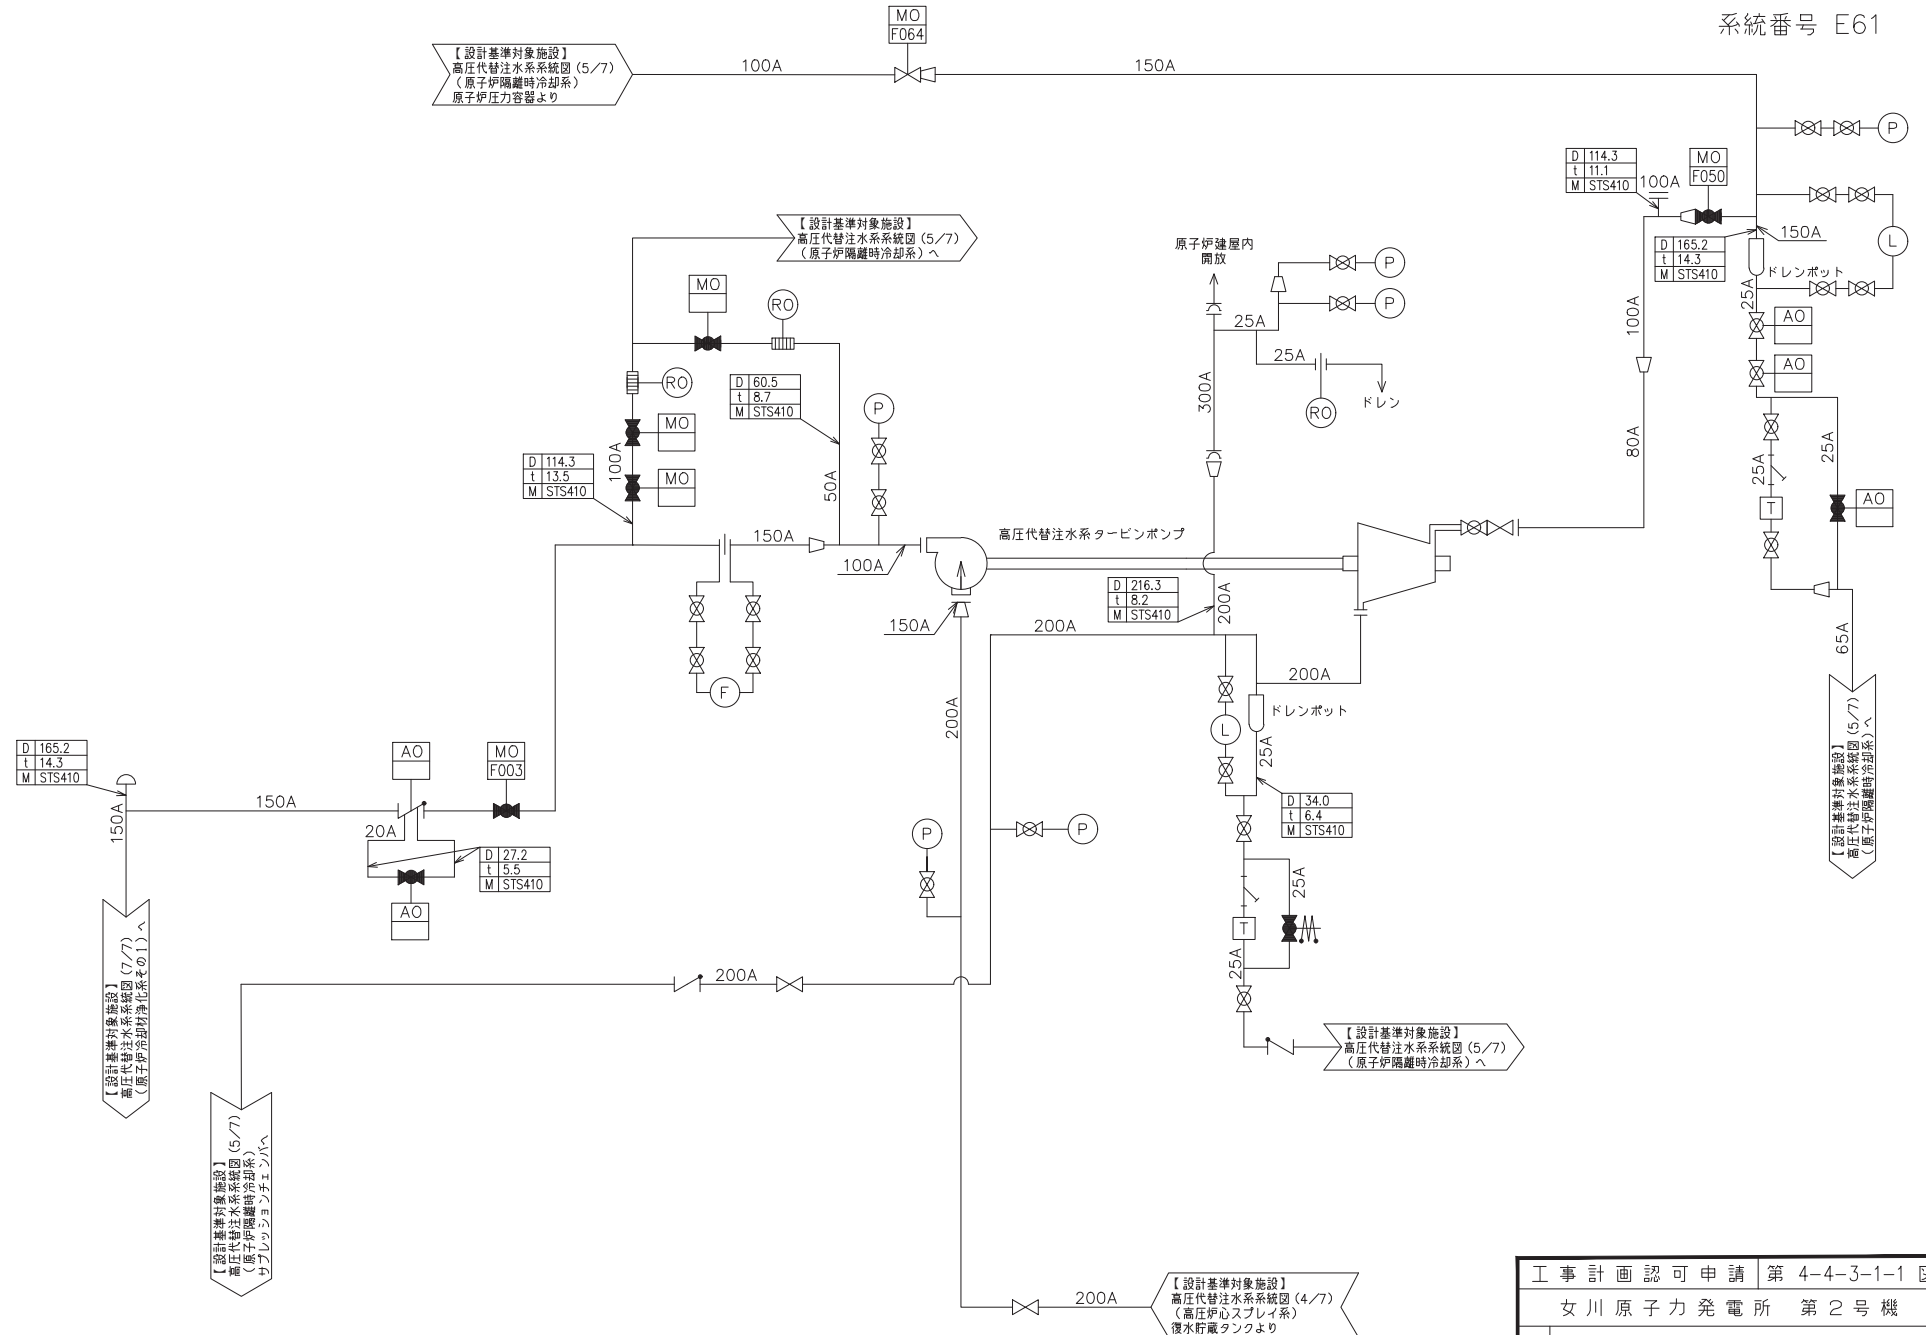 系統番号 E61
MO
F064
【設計基準対象施設】
高圧代替注水系系統図(5/7)
(原子炉隔離時冷却系)
原子炉圧力容器より
100A
150A
P
D 114.3
t 11.1
M STS410
100A
MO
F050
L
D 165.2
t 14.3
M STS410
150A
ドレンポット
25A
AO
AO
【設計基準対象施設】
高圧代替注水系系統図(5/7)
(原子炉隔離時冷却系)へ
MO
RO
RO
D 60.5
t 8.7
M STS410
P
MO
100A
MO
D 114.3
t 13.5
M STS410
50A
原子炉建屋内
開放
P
P
25A
25A
RO
ドレン
300A
100A
80A
25A
25A
T
AO
65A
150A
100A
高圧代替注水系タービンポンプ
150A
F
D 216.3
t 8.2
M STS410
200A
200A
200A
200A
L
ドレンポット
25A
D 34.0
t 6.4
M STS410
【設計基準対象施設】
高圧代替注水系系統図(5/7)
(原子炉隔離時冷却系)へ
D 165.2
t 14.3
M STS410
150A
150A
AO
MO
F003
20A
D 27.2
t 5.5
M STS410
AO
P
P
25A
T
25A
【設計基準対象施設】
高圧代替注水系系統図(7/7)
(原子炉冷却材浄化系その1)へ
200A
【設計基準対象施設】
高圧代替注水系系統図(5/7)
(原子炉隔離時冷却系)へ
【設計基準対象施設】
高圧代替注水系系統図(5/7)
(原子炉隔離時冷却系)
サプレッションチェンバへ
200A
【設計基準対象施設】
高圧代替注水系系統図(4/7)
(高圧炉心スプレイ系)
復水貯蔵タンクより
工事計画認可申請 第 4-4-3-1-1 図
女川原子力発電所 第2号機